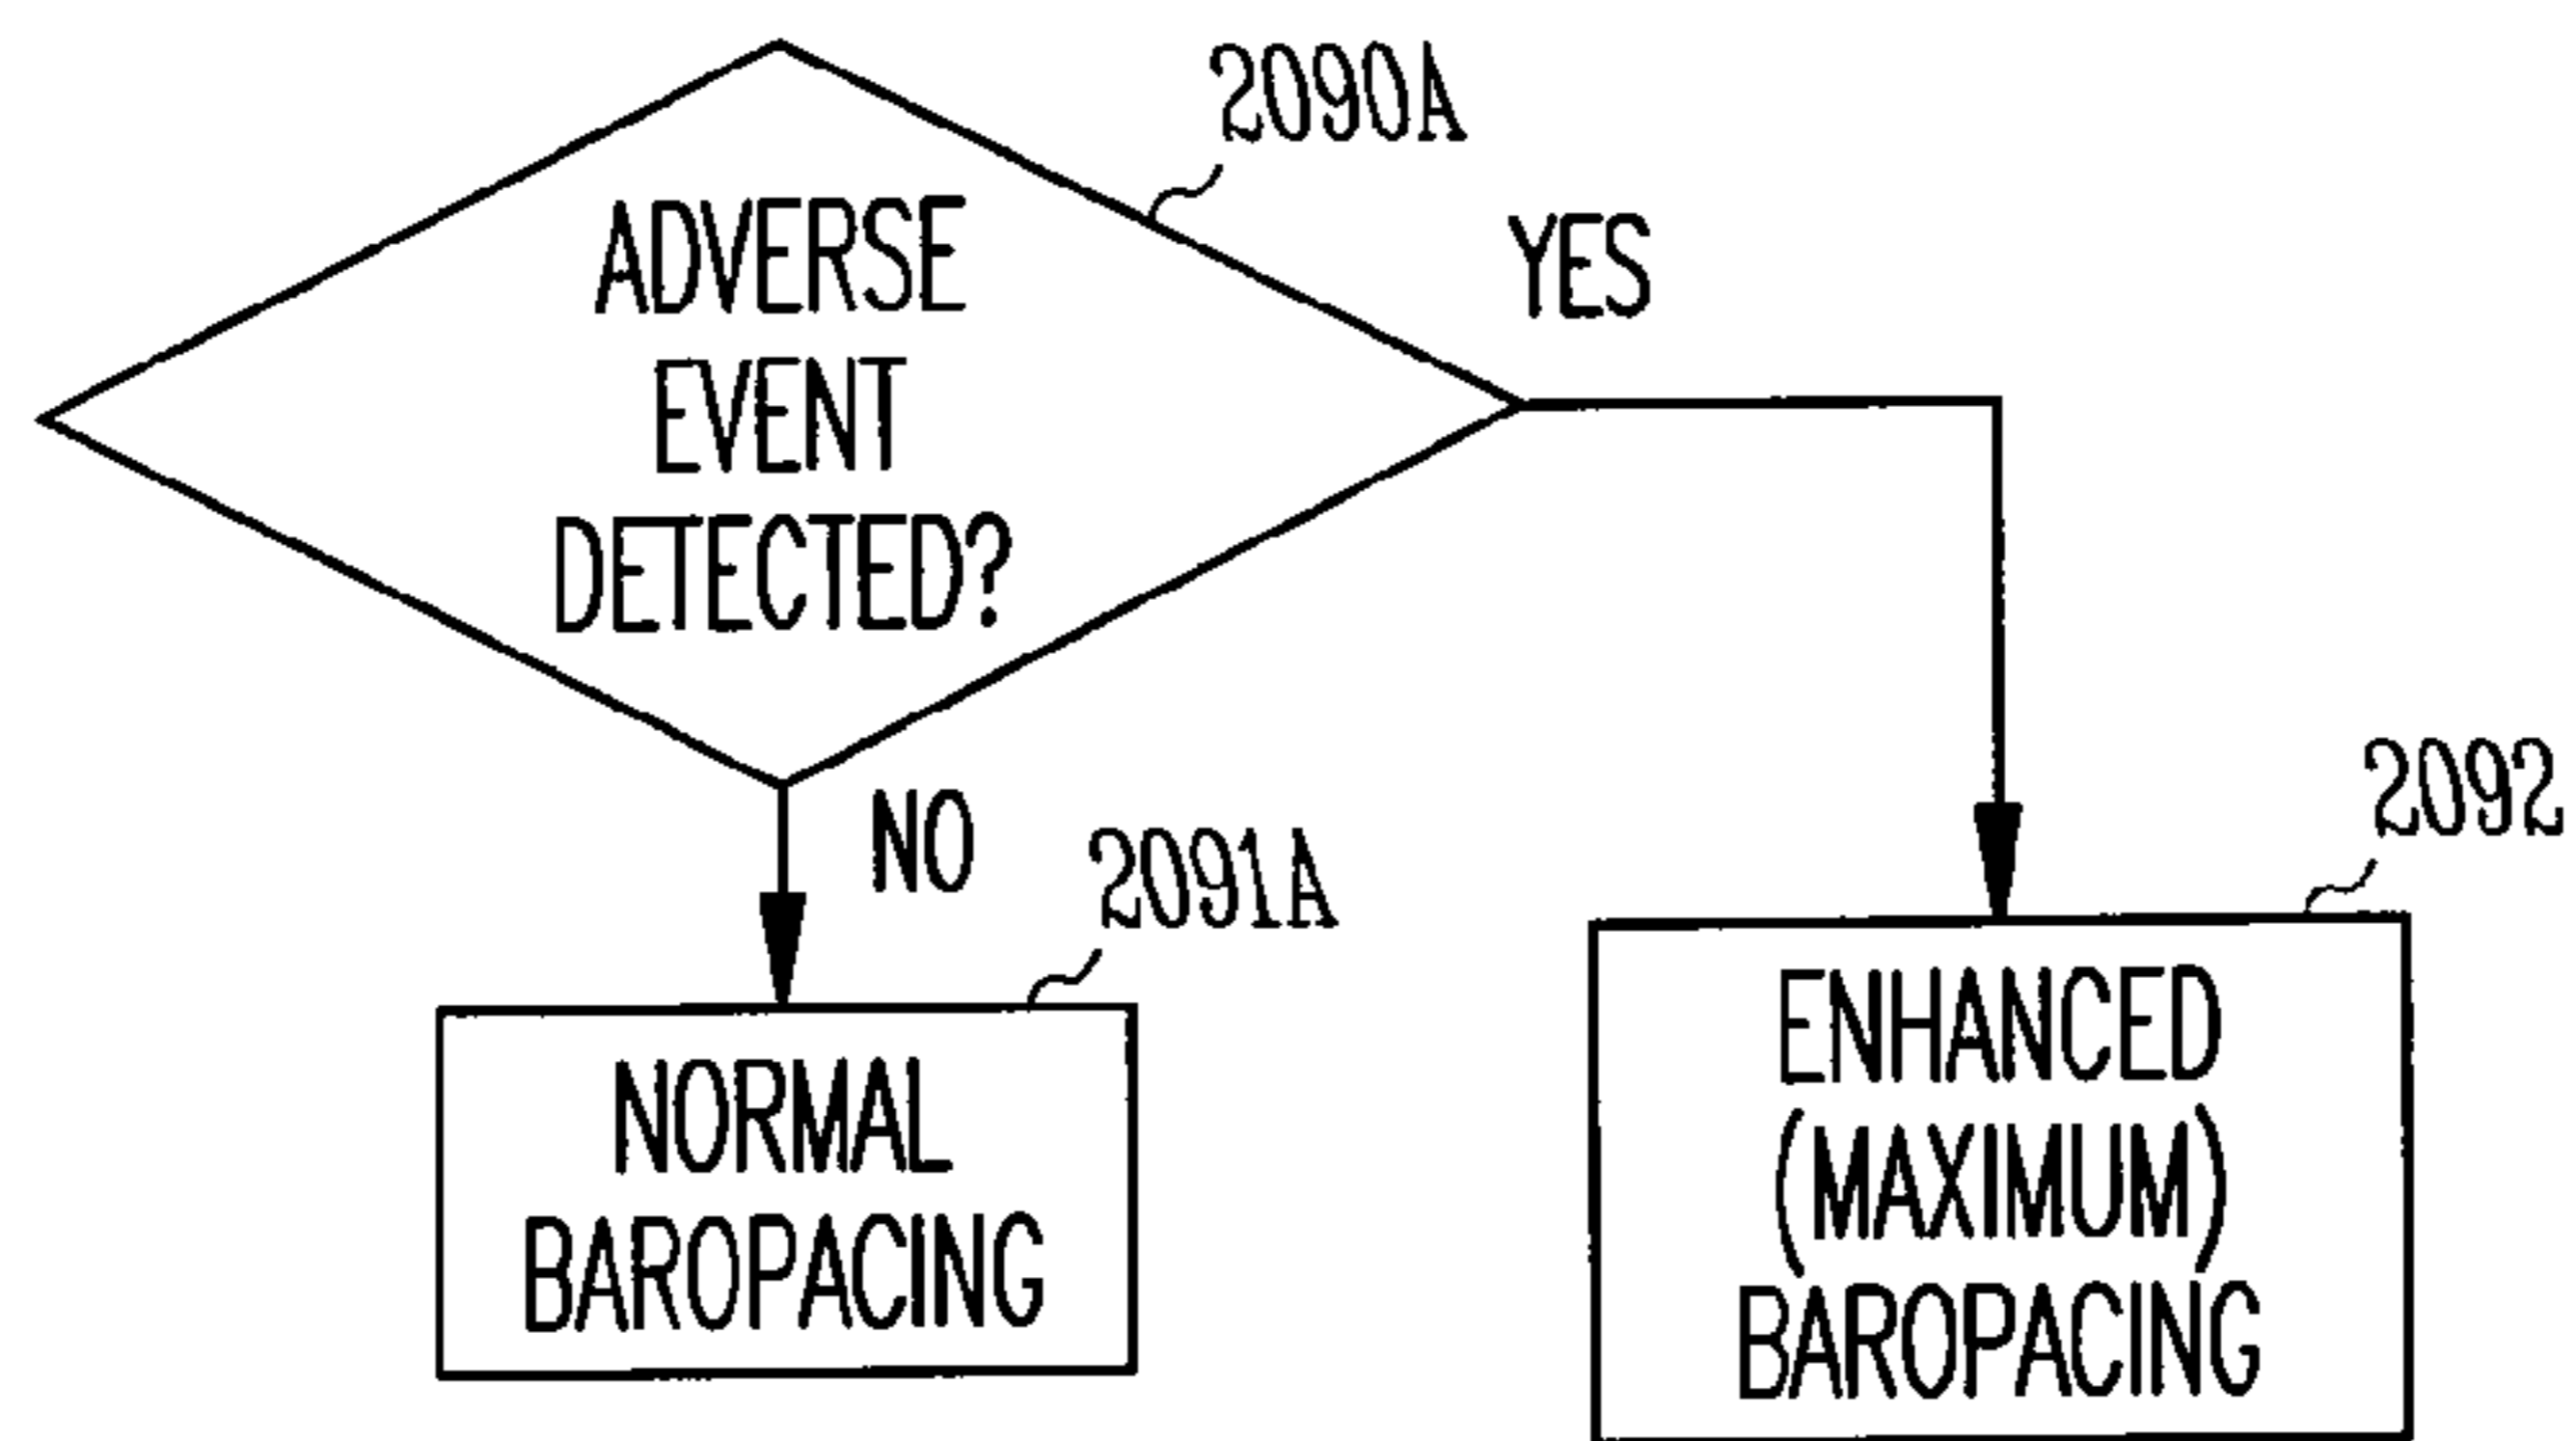 2090A
ADVERSE
EVENT
DETECTED?
YES
NO
2091A
NORMAL
BAROPACING
2092
ENHANCED
(MAXIMUM)
BAROPACING